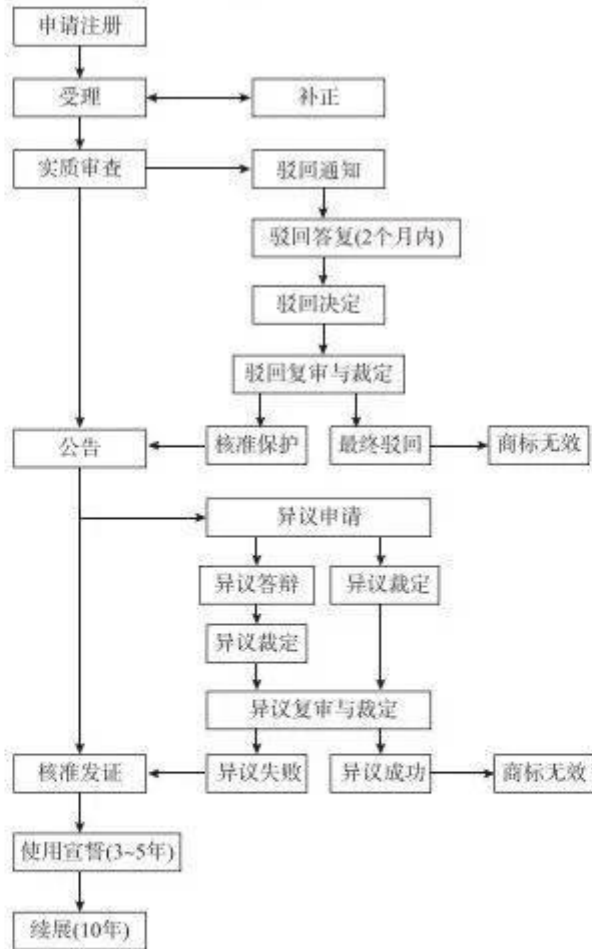 申请注册
受理
补正
实质审查
驳回通知
驳回答复(2个月内)
驳回决定
驳回复审与裁定
公告
核准保护
最终驳回
商标无效
异议申请
异议答辩
异议裁定
异议裁定
异议复审与裁定
核准发证
异议失败
异议成功
商标无效
使用宣誓(3~5年)
续展(10年)